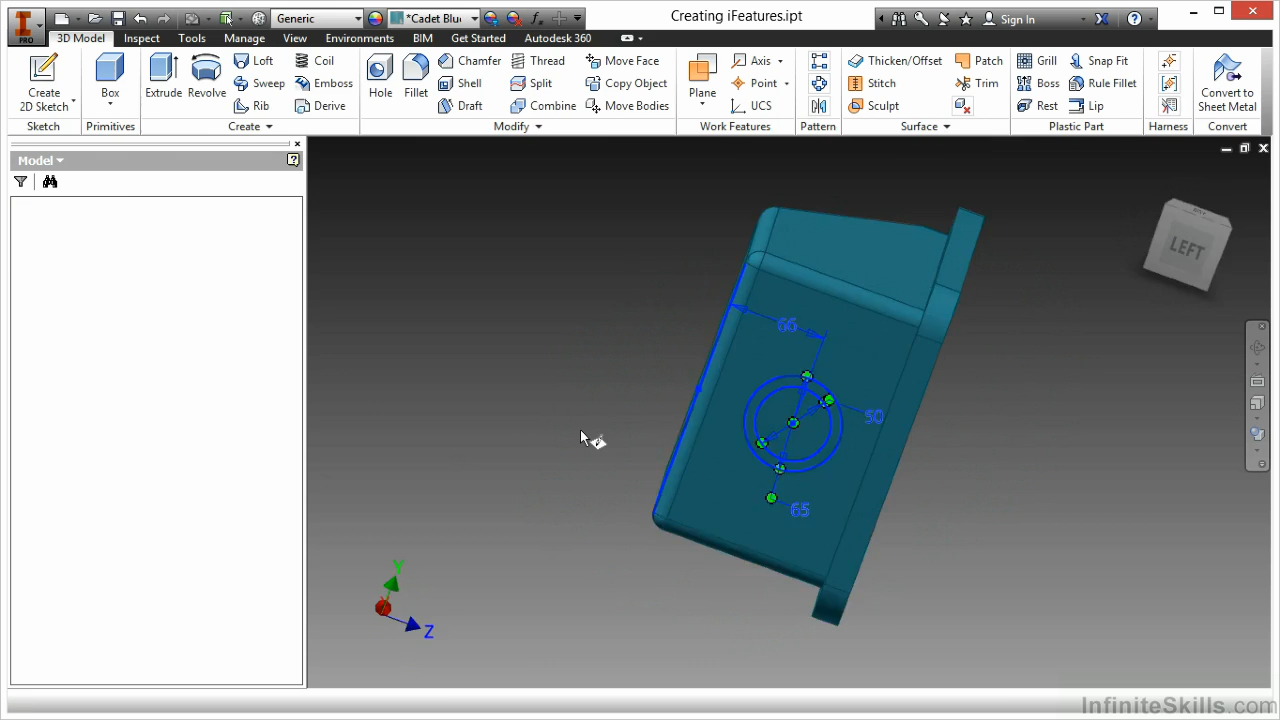 Generic
*Cadet Blu
Creating iFeatures.ipt
Sign In
PRO
3D Model
Inspect
Tools
Manage
View
Environments
BIM
Get Started
Autodesk 360
Create
2D Sketch
Box
Extrude
Revolve
Loft
Sweep
Rib
Coil
Emboss
Derive
Hole
Fillet
Chamfer
Shell
Draft
Thread
Split
Combine
Move Face
Copy Object
Move Bodies
Plane
Axis
Point
UCS
Thicken/Offset
Stitch
Sculpt
Patch
Trim
Grill
Boss
Rest
Snap Fit
Rule Fillet
Lip
Convert to
Sheet Metal
Sketch
Primitives
Create
Modify
Work Features
Pattern
Surface
Plastic Part
Harness
Convert
Model
LEFT
66
50
65
Y
Z
InfiniteSkills.com